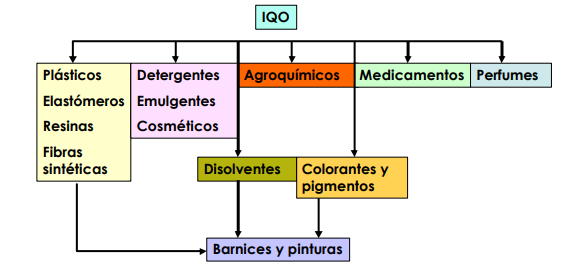 IQO
Plásticos
Elastómeros
Resinas
Fibras
sintéticas
Detergentes
Emulgentes
Cosméticos
Agroquímicos
Medicamentos
Perfumes
Disolventes
Colorantes y
pigmentos
Barnices y pinturas